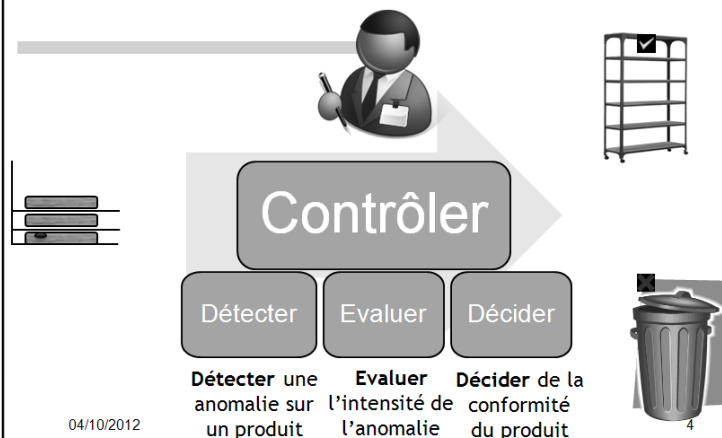 Contrôler
Détecter
Evaluer
Décider
Détecter une
anomalie sur
un produit
Evaluer
l'intensité de
l'anomalie
Décider de la
conformité
du produit
04/10/2012
4